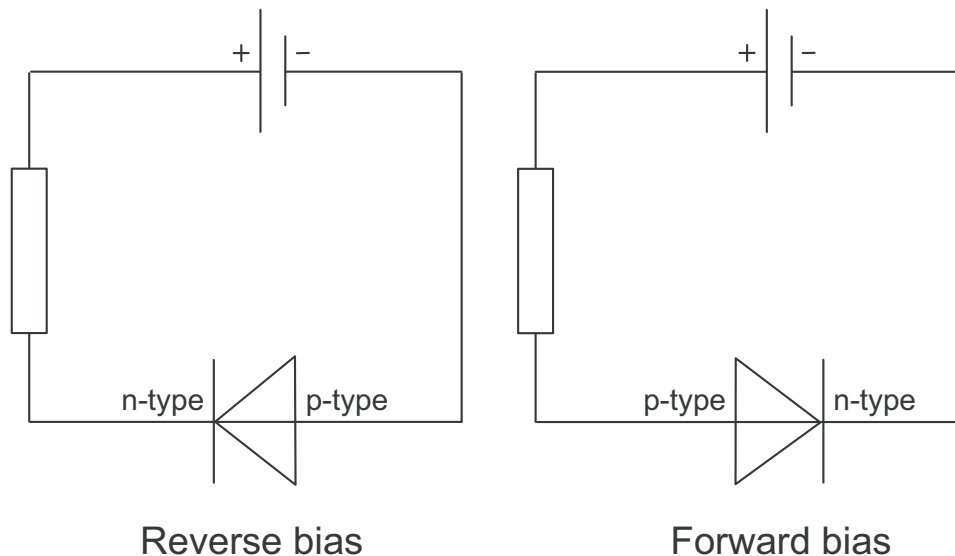 + −
+ −
n-type p-type
p-type n-type
Reverse bias
Forward bias